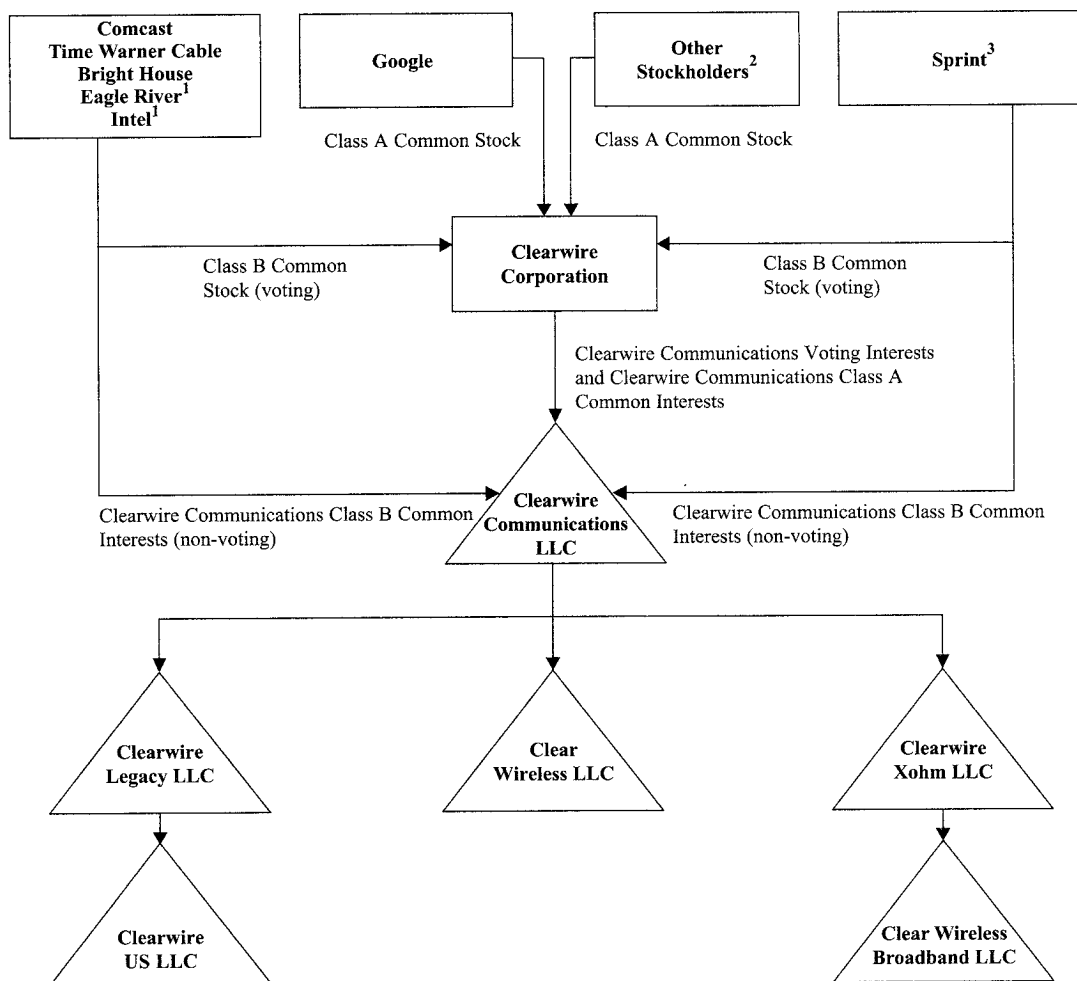 Comcast
Time Warner Cable
Bright House
Eagle River1
Intel1
Google
Other
Stockholders2
Sprint3
Class A Common Stock
Class A Common Stock
Clearwire
Corporation
Class B Common
Stock (voting)
Class B Common
Stock (voting)
Clearwire Communications Voting Interests
and Clearwire Communications Class A
Common Interests
Clearwire
Communications
LLC
Clearwire Communications Class B Common
Interests (non-voting)
Clearwire Communications Class B Common
Interests (non-voting)
Clearwire
Legacy LLC
Clear
Wireless LLC
Clearwire
Xohm LLC
Clearwire
US LLC
Clear Wireless
Broadband LLC